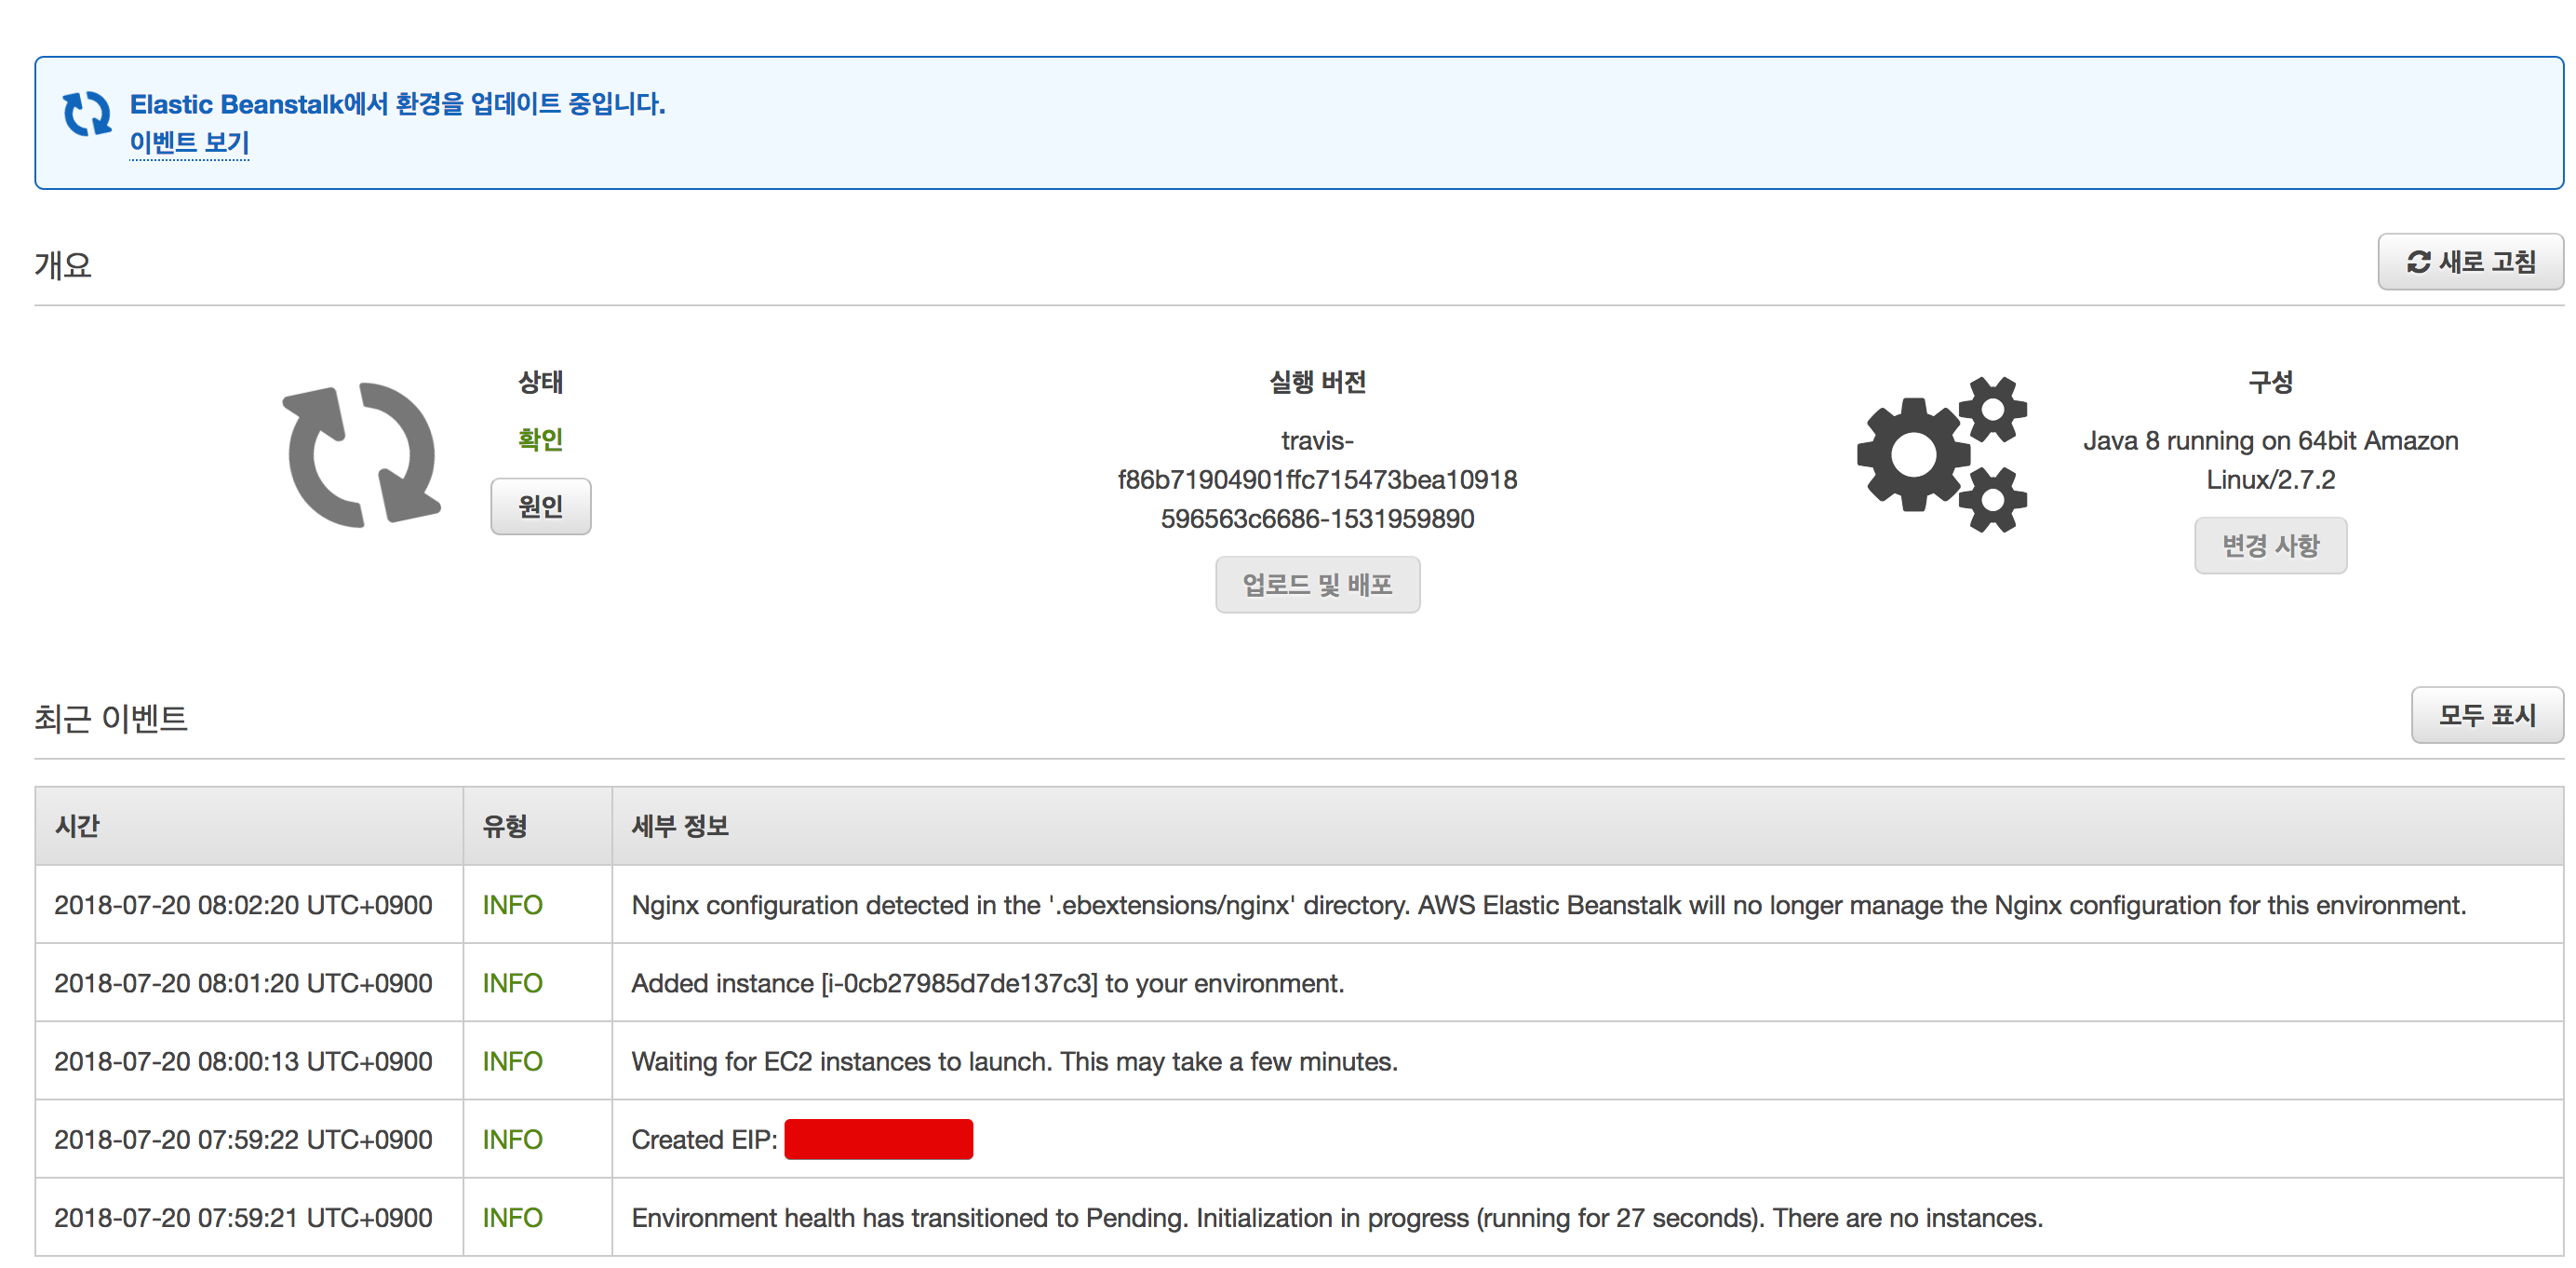 Elastic Beanstalk에서 환경을 업데이트 중입니다.
이벤트 보기
개요
새로 고침
상태
확인
원인
실행 버전
travis-
f86b71904901ffc715473bea10918
596563c6686-1531959890
업로드 및 배포
구성
Java 8 running on 64bit Amazon
Linux/2.7.2
변경 사항
최근 이벤트
모두 표시
시간 유형 세부 정보
2018-07-20 08:02:20 UTC+0900 INFO Nginx configuration detected in the '.ebextensions/nginx' directory. AWS Elastic Beanstalk will no longer manage the Nginx configuration for this environment.
2018-07-20 08:01:20 UTC+0900 INFO Added instance [i-0cb27985d7de137c3] to your environment.
2018-07-20 08:00:13 UTC+0900 INFO Waiting for EC2 instances to launch. This may take a few minutes.
2018-07-20 07:59:22 UTC+0900 INFO Created EIP:
2018-07-20 07:59:21 UTC+0900 INFO Environment health has transitioned to Pending. Initialization in progress (running for 27 seconds). There are no instances.